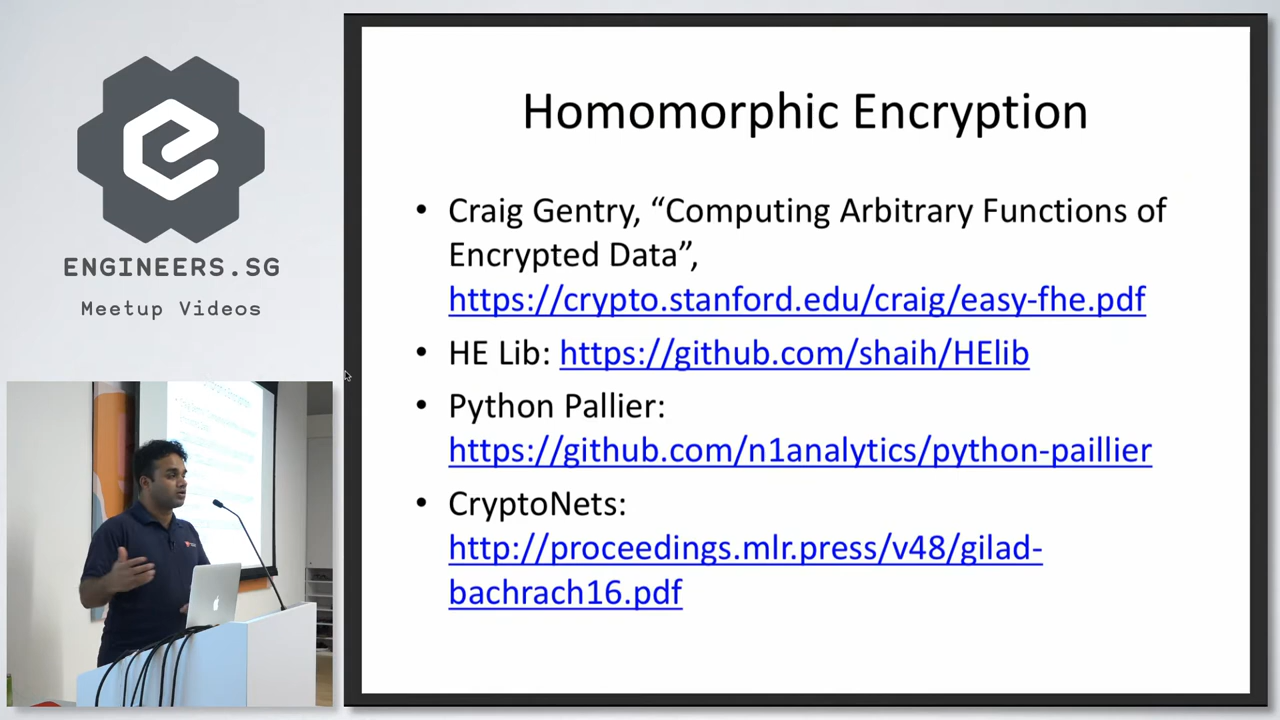 ENGINEERS.SG
Meetup Videos
Homomorphic Encryption
• Craig Gentry, “Computing Arbitrary Functions of
Encrypted Data”,
https://crypto.stanford.edu/craig/easy-fhe.pdf
• HE Lib: https://github.com/shaih/HElib
• Python Pallier:
https://github.com/n1analytics/python-paillier
• CryptoNets:
http://proceedings.mlr.press/v48/gilad-
bachrach16.pdf